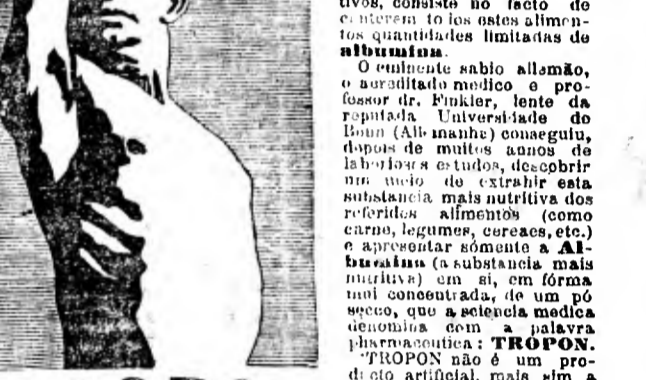 tivos, consiste no facto de
conterem todos estes alimen-
tos quantidades limitadas de
albumina.
O eminente sabio allemão,
o acreditado medico e pro-
fessor dr. Finkler, lente da
reputada Universidade de
Bonn (Allemanha) conseguiu,
depois de muitos annos de
laboriosos estudos, descobrir
um meio de extrahir esta
substancia mais nutritiva dos
referidos alimentos (como
carne, legumes, cereaes, etc.)
e apresentar sómente a Al-
bumina (a substancia mais
nutritiva) em si, em fórma
mui concentrada, de um pó
secco, que a sciencia medica
denomina com a palavra
pharmaceutica: TROPON.
TROPON não é um pro-
ducto artificial, mais sim a